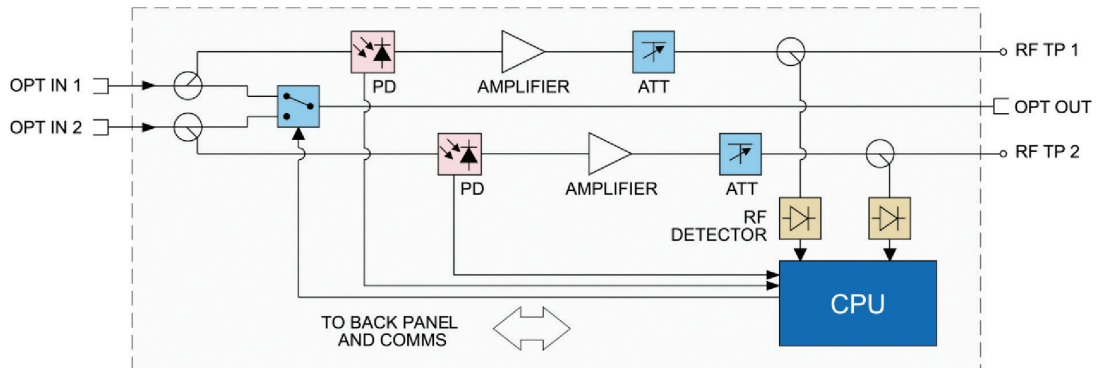 OPT IN 1
OPT IN 2
PD
AMPLIFIER
ATT
RF TP 1
OPT OUT
PD
AMPLIFIER
ATT
RF TP 2
RF
DETECTOR
CPU
TO BACK PANEL
AND COMMS